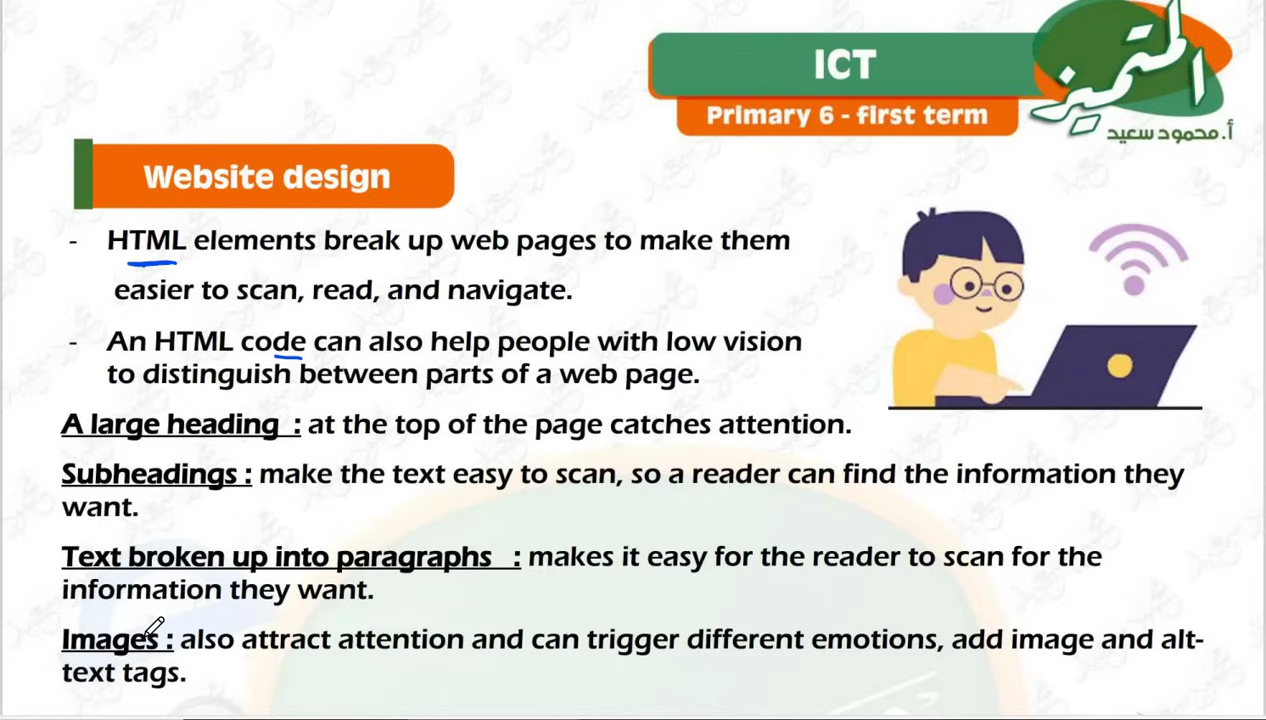 ICT
المتميز
Primary 6 - first term
أ. محمود سعيد
Website design
- HTML elements break up web pages to make them
easier to scan, read, and navigate.
- An HTML code can also help people with low vision
to distinguish between parts of a web page.
A large heading : at the top of the page catches attention.
Subheadings : make the text easy to scan, so a reader can find the information they
want.
Text broken up into paragraphs : makes it easy for the reader to scan for the
information they want.
Images : also attract attention and can trigger different emotions, add image and alt-
text tags.